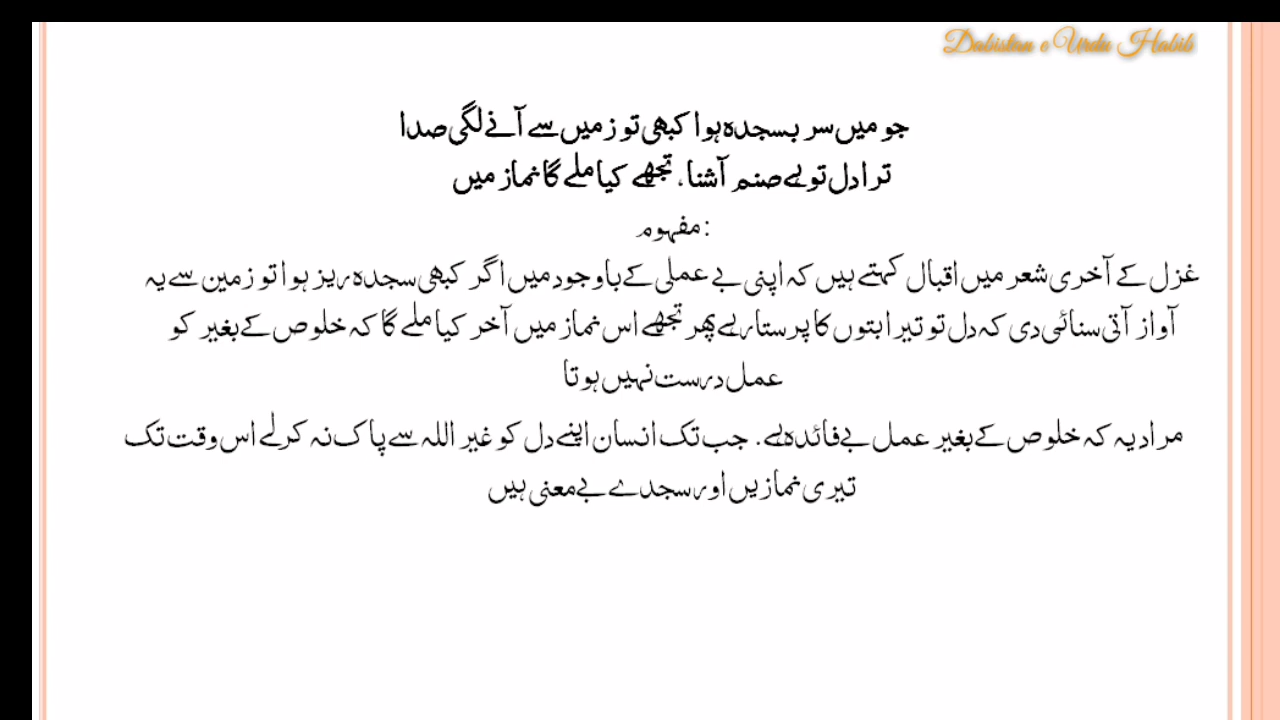 Dabistan e Urdu Habib
جو میں سر بسجدہ ہوا کبھی تو زمیں سے آنے لگی صدا
ترا دل تو ہے صنم آشنا، تجھے کیا ملے گا نماز میں
مفہوم:
غزل کے آخری شعر میں اقبال کہتے ہیں کہ اپنی بے عملی کے باوجود میں اگر کبھی سجدہ ریز ہوا تو زمین سے یہ
آواز آتی سنائی دی کہ دل تو تیرا بتوں کا پرستار ہے پھر تجھے اس نماز میں آخر کیا ملے گا کہ خلوص کے بغیر کو
عمل درست نہیں ہوتا
مراد یہ کہ خلوص کے بغیر عمل بے فائدہ ہے. جب تک انسان اپنے دل کو غیر اللہ سے پاک نہ کرلے اس وقت تک
تیری نمازیں اور سجدے بے معنی ہیں